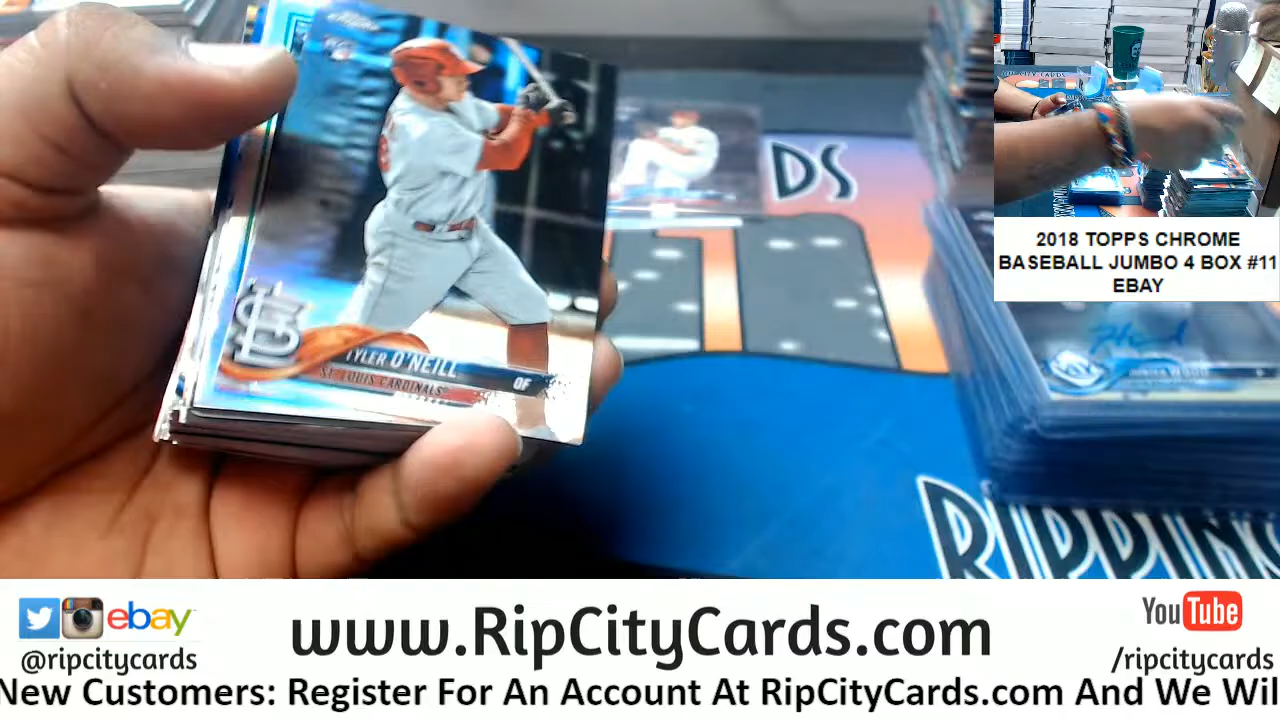 TYLER O'NEILL
ST. LOUIS CARDINALS
OF
DS
RIPPING
2018 TOPPS CHROME
BASEBALL JUMBO 4 BOX #11
EBAY
ebay
@ripcitycards
www.RipCityCards.com
YouTube
/ripcitycards
New Customers: Register For An Account At RipCityCards.com And We Wil